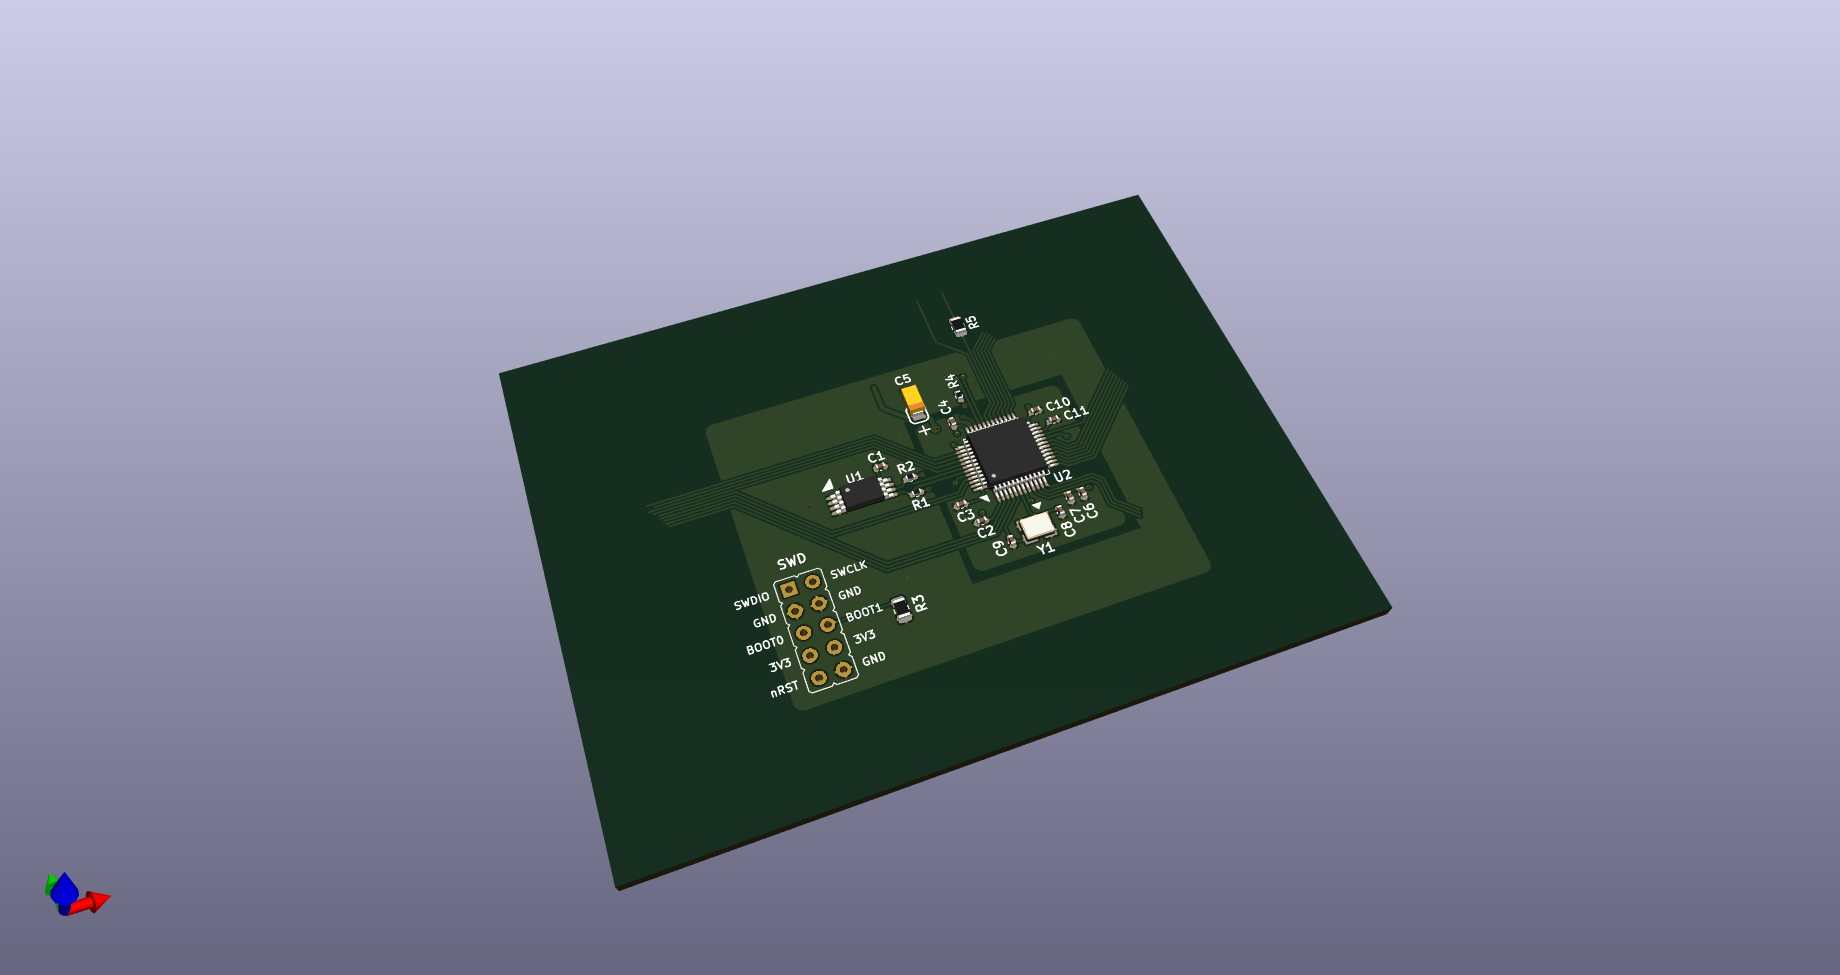 R5
C5
R4
C4
C10
C11
C1
R2
U1
R1
U2
C3
C2
C6
C7
C8
C9
Y1
SWD
SWDIO
SWCLK
GND
GND
BOOT0
BOOT1
3V3
3V3
nRST
GND
R3
+